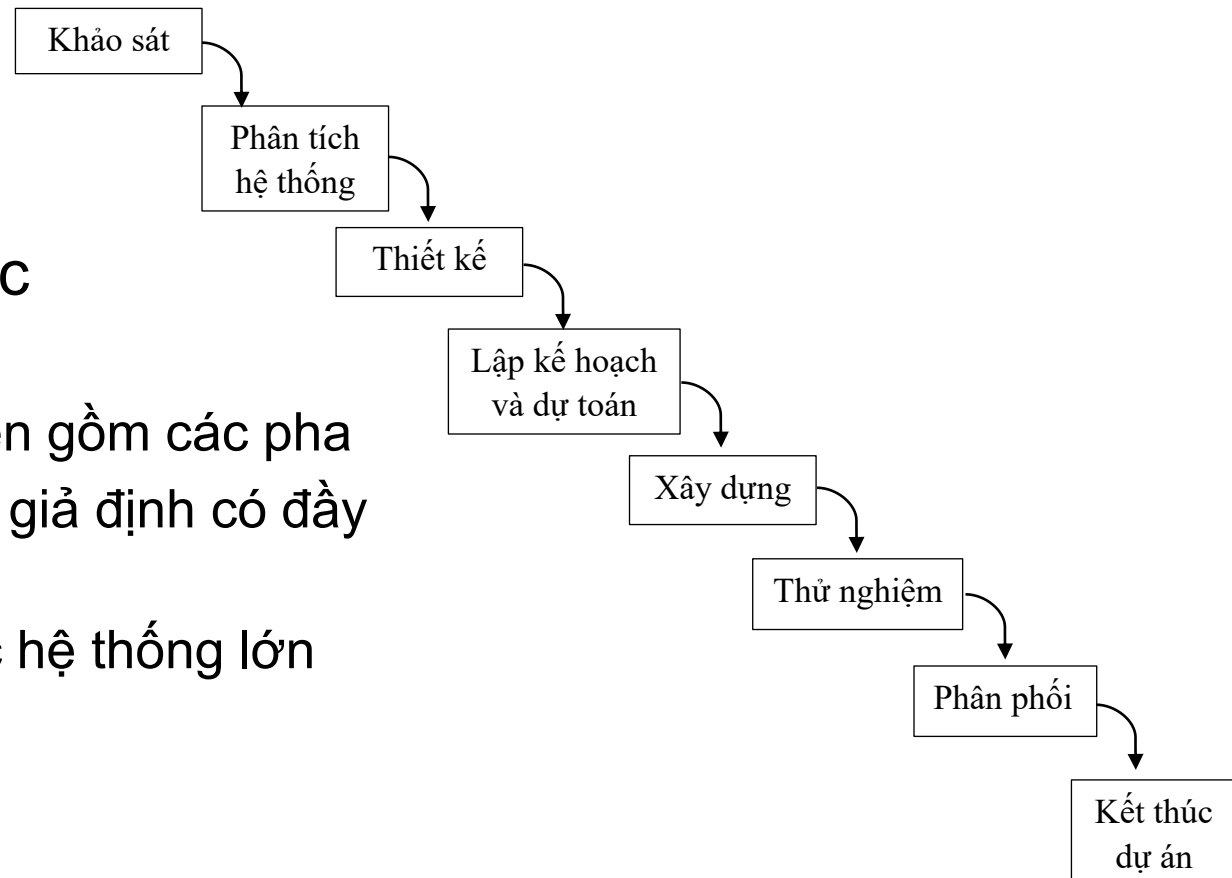 Khảo sát
Phân tích
hệ thống
Thiết kế
c
Lập kế hoạch
và dự toán
ện gồm các pha
Xây dựng
giả định có đầy
Thử nghiệm
hệ thống lớn
Phân phối
Kết thúc
dự án